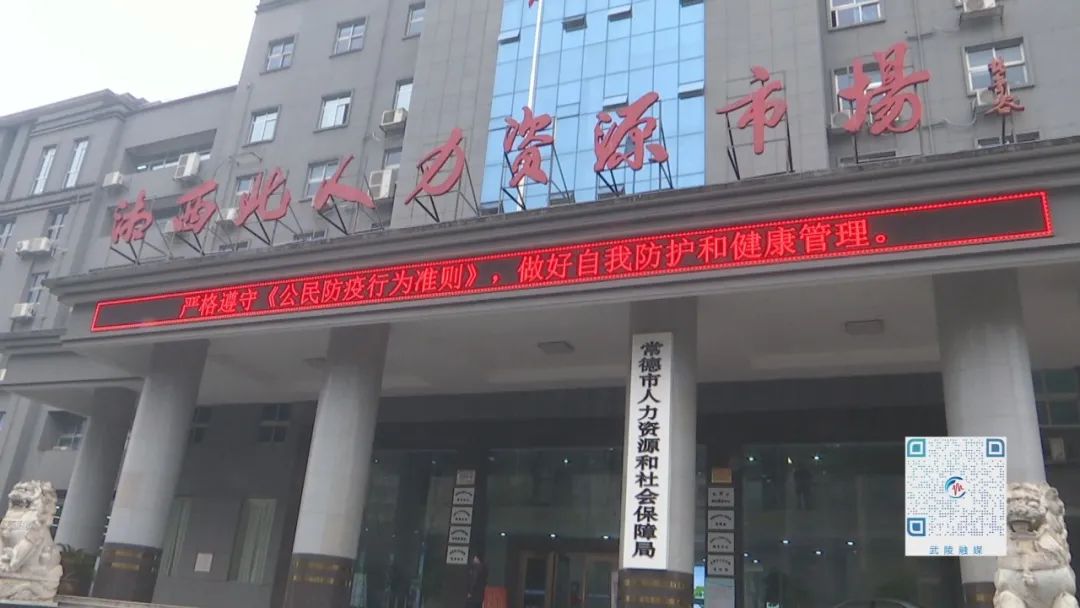 湘西北人力资源市場
严格遵守《公民防疫行为准则》，做好自我防护和健康管理。
常德市人力资源和社会保障局
武陵融媒